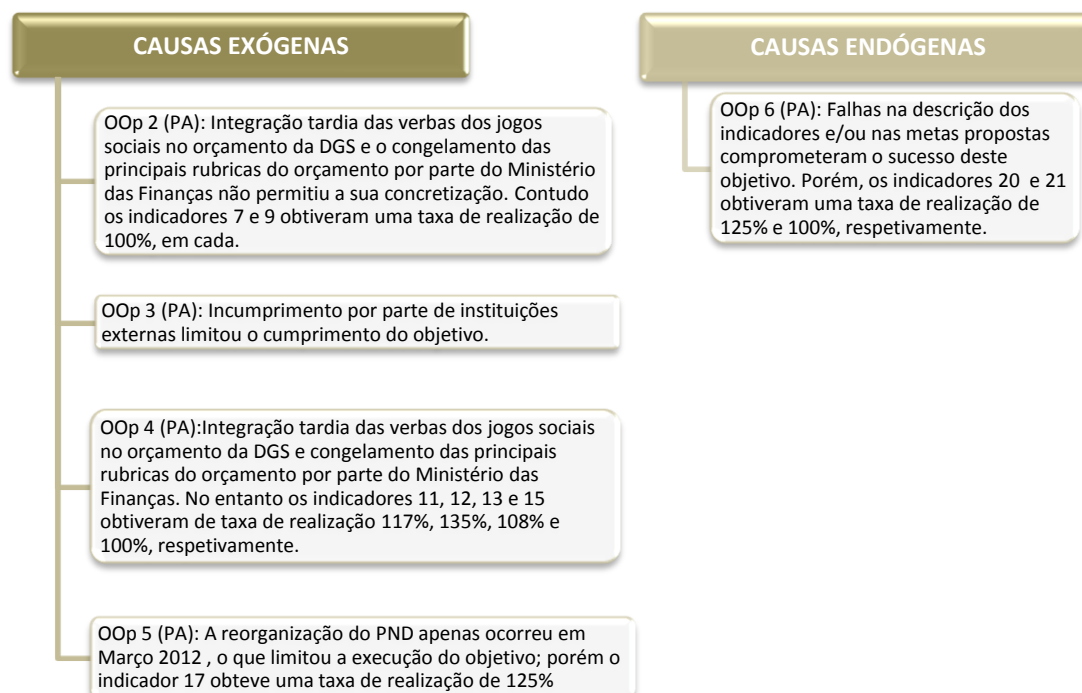 CAUSAS EXÓGENAS
OOp 2 (PA): Integração tardia das verbas dos jogos
sociais no orçamento da DGS e o congelamento das
principais rubricas do orçamento por parte do Ministério
das Finanças não permitiu a sua concretização. Contudo
os indicadores 7 e 9 obtiveram uma taxa de realização de
100%, em cada.
OOp 3 (PA): Incumprimento por parte de instituições
externas limitou o cumprimento do objetivo.
OOp 4 (PA):Integração tardia das verbas dos jogos sociais
no orçamento da DGS e congelamento das principais
rubricas do orçamento por parte do Ministério das
Finanças. No entanto os indicadores 11, 12, 13 e 15
obtiveram de taxa de realização 117%, 135%, 108% e
100%, respetivamente.
OOp 5 (PA): A reorganização do PND apenas ocorreu em
Março 2012 , o que limitou a execução do objetivo; porém o
indicador 17 obteve uma taxa de realização de 125%
CAUSAS ENDÓGENAS
OOp 6 (PA): Falhas na descrição dos
indicadores e/ou nas metas propostas
comprometeram o sucesso deste
objetivo. Porém, os indicadores 20 e 21
obtiveram uma taxa de realização de
125% e 100%, respetivamente.